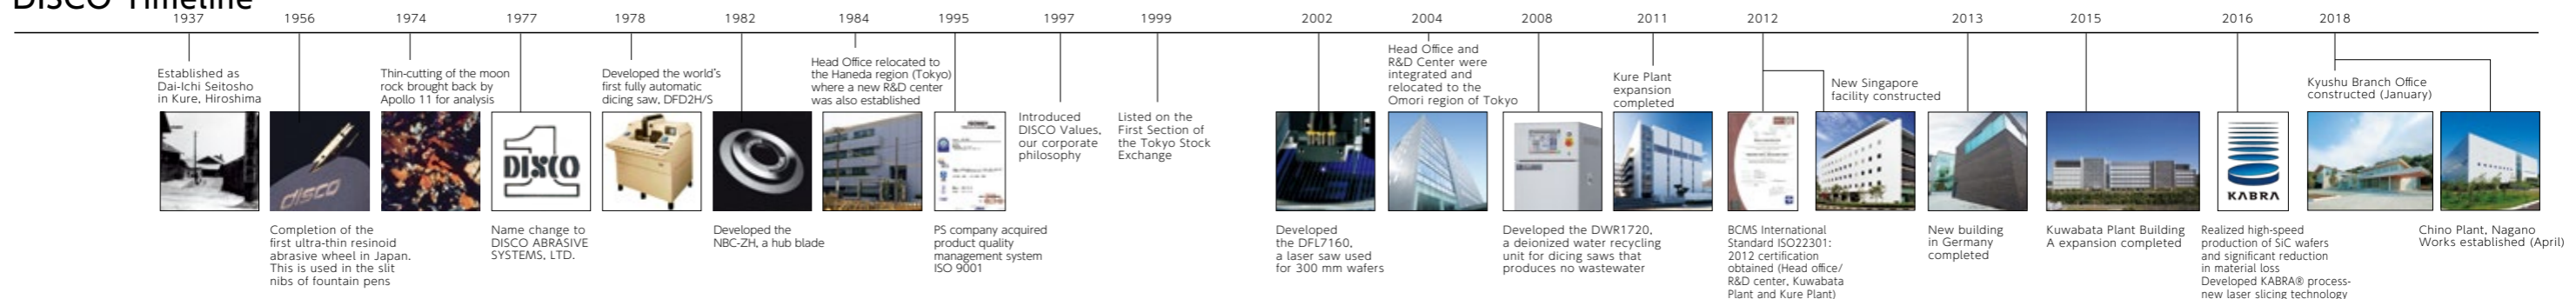 DISCO Timeline
1937
Established as
Dai-Ichi Seitosho
in Kure, Hiroshima
1956
disco
Completion of the
first ultra-thin resinoid
abrasive wheel in Japan.
This is used in the slit
nibs of fountain pens
1974
Thin-cutting of the moon
rock brought back by
Apollo 11 for analysis
1977
1
DISCO
Name change to
DISCO ABRASIVE
SYSTEMS, LTD.
1978
Developed the world's
first fully automatic
dicing saw, DFD2H/S
1982
Developed the
NBC-ZH, a hub blade
1984
Head Office relocated to
the Haneda region (Tokyo)
where a new R&D center
was also established
1995
PS company acquired
product quality
management system
ISO 9001
1997
Introduced
DISCO Values,
our corporate
philosophy
1999
Listed on the
First Section of
the Tokyo Stock
Exchange
2002
Developed
the DFL7160,
a laser saw used
for 300 mm wafers
2004
Head Office and
R&D Center were
integrated and
relocated to the
Omori region of Tokyo
2008
Developed the DWR1720,
a deionized water recycling
unit for dicing saws that
produces no wastewater
2011
Kure Plant
expansion
completed
2012
BCMS International
Standard ISO22301:
2012 certification
obtained (Head office/
R&D center, Kuwabata
Plant and Kure Plant)
New Singapore
facility constructed
2013
New building
in Germany
completed
2015
Kuwabata Plant Building
A expansion completed
2016
KABRA
Realized high-speed
production of SiC wafers
and significant reduction
in material loss
Developed KABRA® process-
new laser slicing technology
2018
Kyushu Branch Office
constructed (January)
Chino Plant, Nagano
Works established (April)